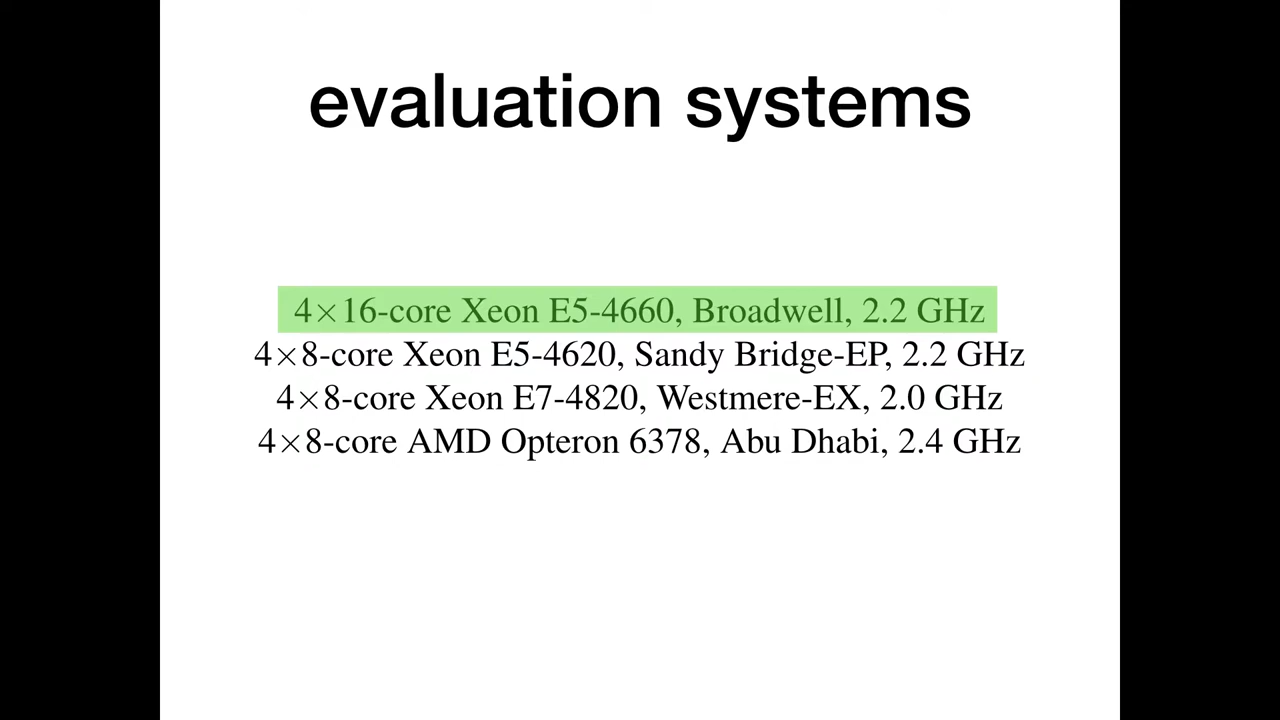 evaluation systems
4×16-core Xeon E5-4660, Broadwell, 2.2 GHz
4×8-core Xeon E5-4620, Sandy Bridge-EP, 2.2 GHz
4×8-core Xeon E7-4820, Westmere-EX, 2.0 GHz
4×8-core AMD Opteron 6378, Abu Dhabi, 2.4 GHz